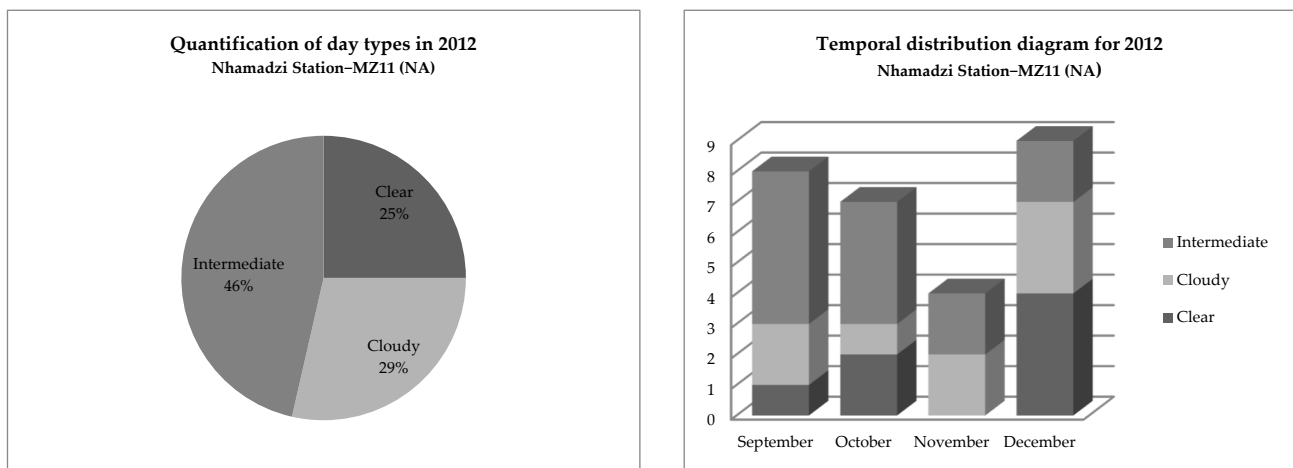 Quantification of day types in 2012
Nhamadzi Station–MZ11 (NA)
Clear
25%
Intermediate
46%
Cloudy
29%
Temporal distribution diagram for 2012
Nhamadzi Station–MZ11 (NA)
9
8
7
6
5
4
3
2
1
0
September October November December
Intermediate
Cloudy
Clear